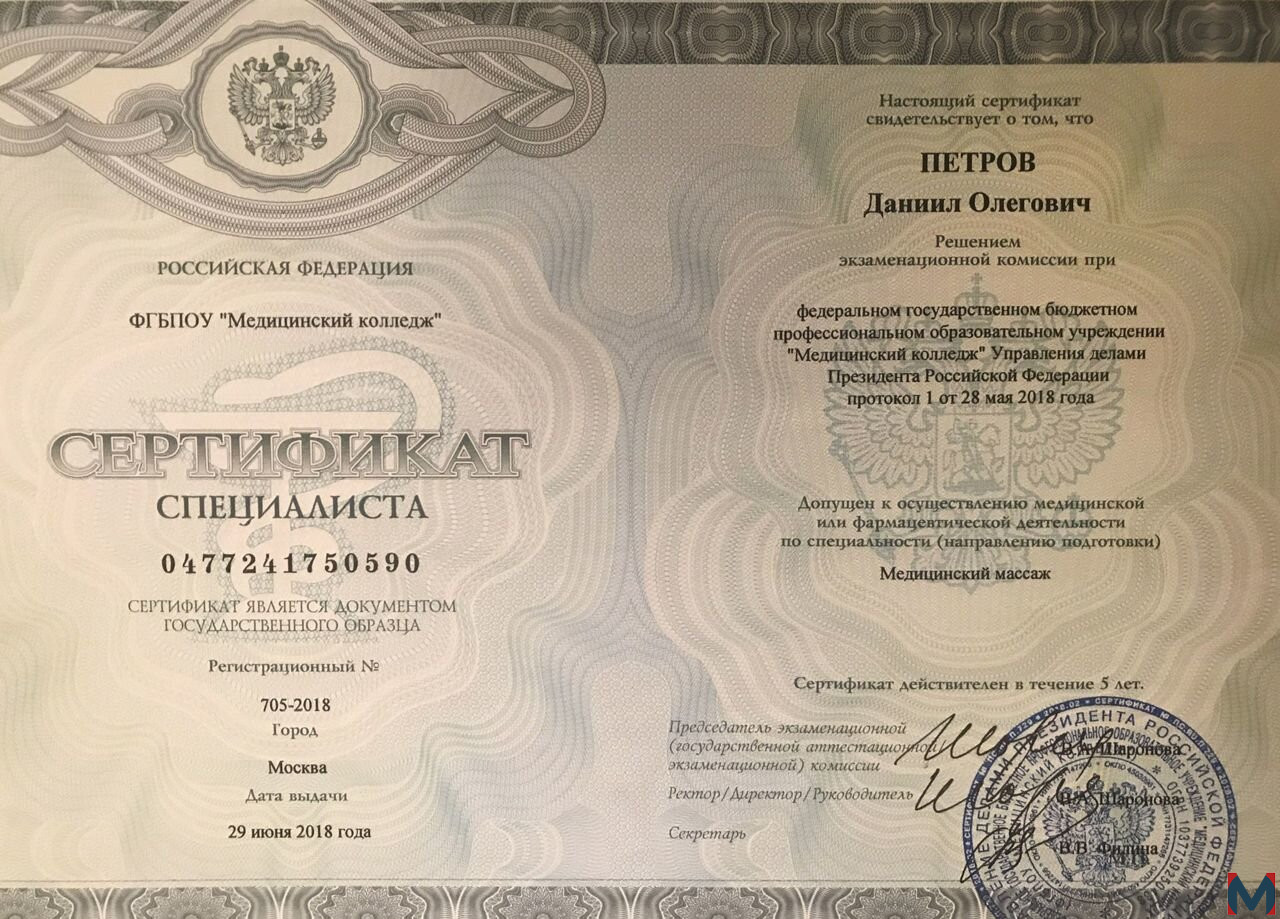 РОССИЙСКАЯ ФЕДЕРАЦИЯ
ФГБПОУ "Медицинский колледж"
СЕРТИФИКАТ
СПЕЦИАЛИСТА
0477241750590
СЕРТИФИКАТ ЯВЛЯЕТСЯ ДОКУМЕНТОМ
ГОСУДАРСТВЕННОГО ОБРАЗЦА
Регистрационный №
705-2018
Город
Москва
Дата выдачи
29 июня 2018 года
Настоящий сертификат
свидетельствует о том, что
ПЕТРОВ
Даниил Олегович
Решением
экзаменационной комиссии при
федеральном государственном бюджетном
профессиональном образовательном учреждении
"Медицинский колледж" Управления делами
Президента Российской Федерации
протокол 1 от 28 мая 2018 года
Допущен к осуществлению медицинской
или фармацевтической деятельности
по специальности (направлению подготовки)
Медицинский массаж
Сертификат действителен в течение 5 лет.
Председатель экзаменационной
(государственной аттестационной
экзаменационной) комиссии
Шаронова
Ректор/Директор/Руководитель
Шаронова
Секретарь
В.В. Филина
ПРЕЗИДЕНТА РОССИЙСКОЙ
М